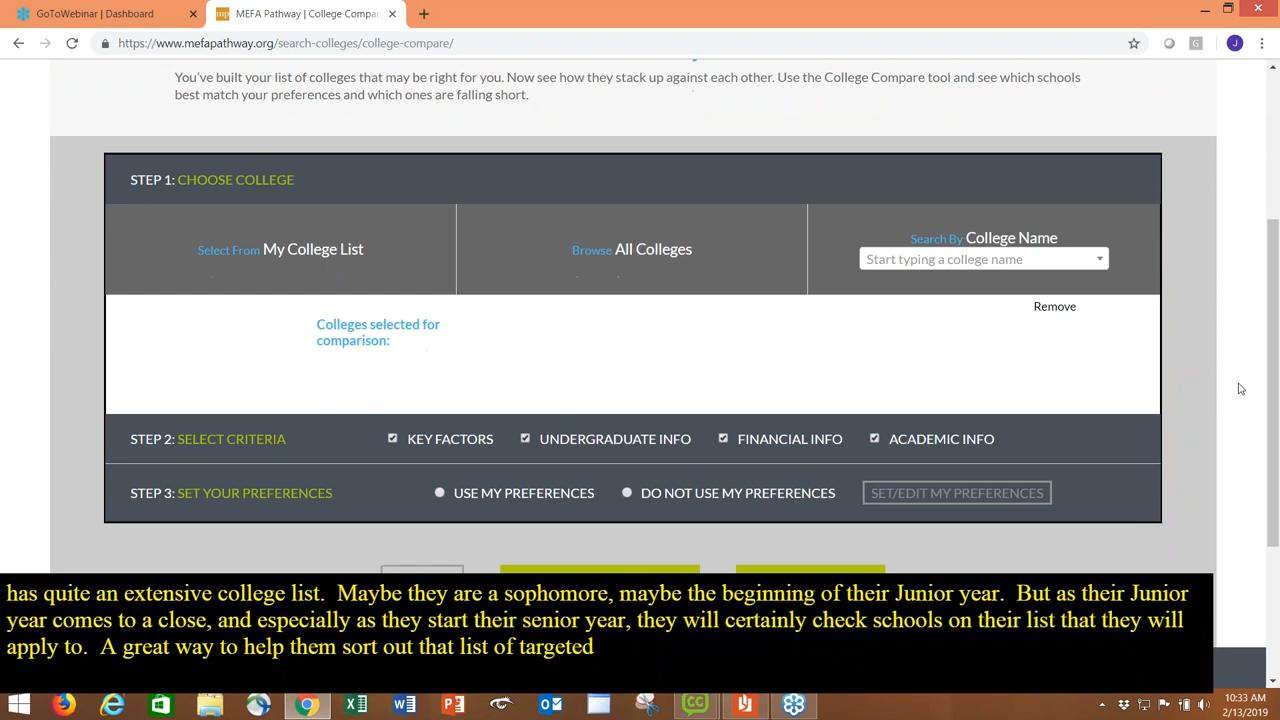 GoToWebinar | Dashboard
MEFA Pathway | College Compa
https://www.mefapathway.org/search-colleges/college-compare/
You've built your list of colleges that may be right for you. Now see how they stack up against each other. Use the College Compare tool and see which schools
best match your preferences and which ones are falling short.
STEP 1: CHOOSE COLLEGE
Select From My College List
Browse All Colleges
Search By College Name
Start typing a college name
Remove
Colleges selected for
comparison:
STEP 2: SELECT CRITERIA KEY FACTORS UNDERGRADUATE INFO FINANCIAL INFO ACADEMIC INFO
STEP 3: SET YOUR PREFERENCES USE MY PREFERENCES DO NOT USE MY PREFERENCES SET/EDIT MY PREFERENCES
has quite an extensive college list. Maybe they are a sophomore, maybe the beginning of their Junior year. But as their Junior
year comes to a close, and especially as they start their senior year, they will certainly check schools on their list that they will
apply to. A great way to help them sort out that list of targeted
10:33 AM
2/13/2019